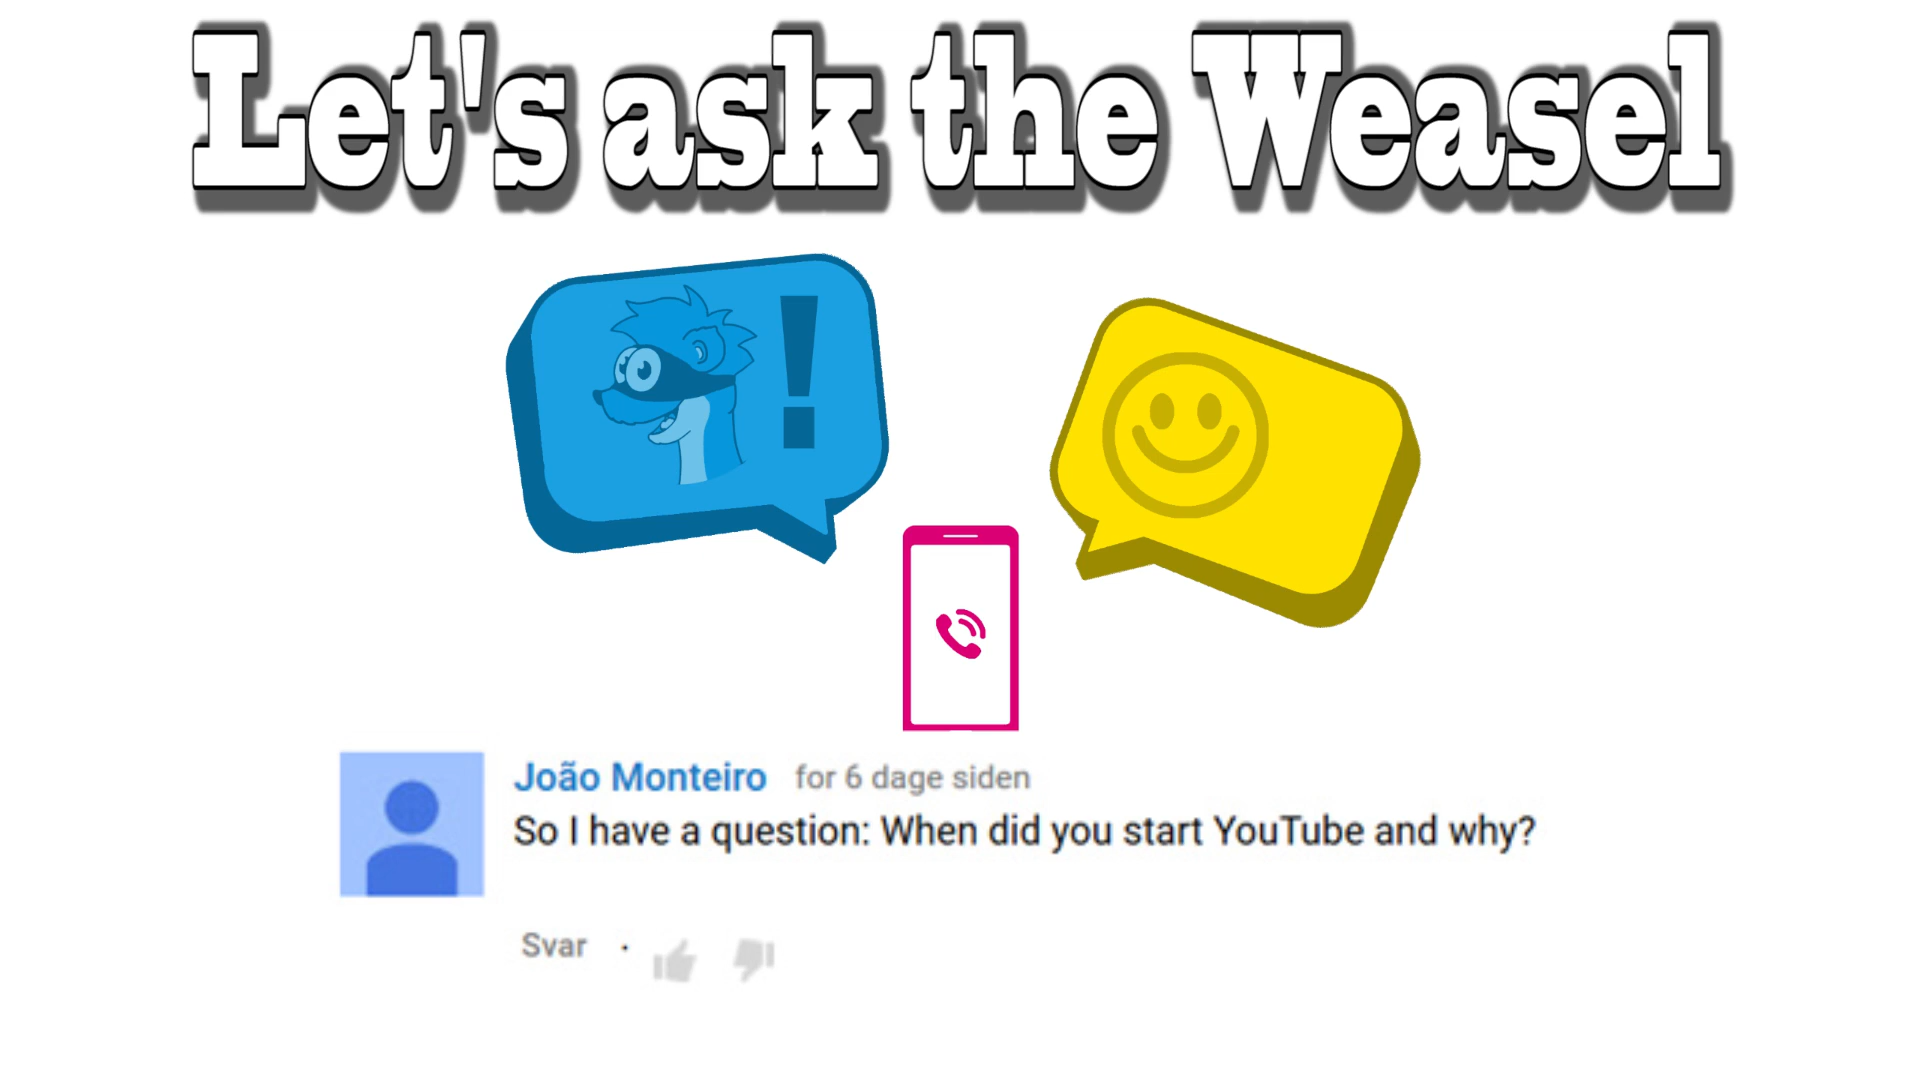 Let's ask the Weasel
!
João Monteiro for 6 dage siden
So I have a question: When did you start YouTube and why?
Svar ·